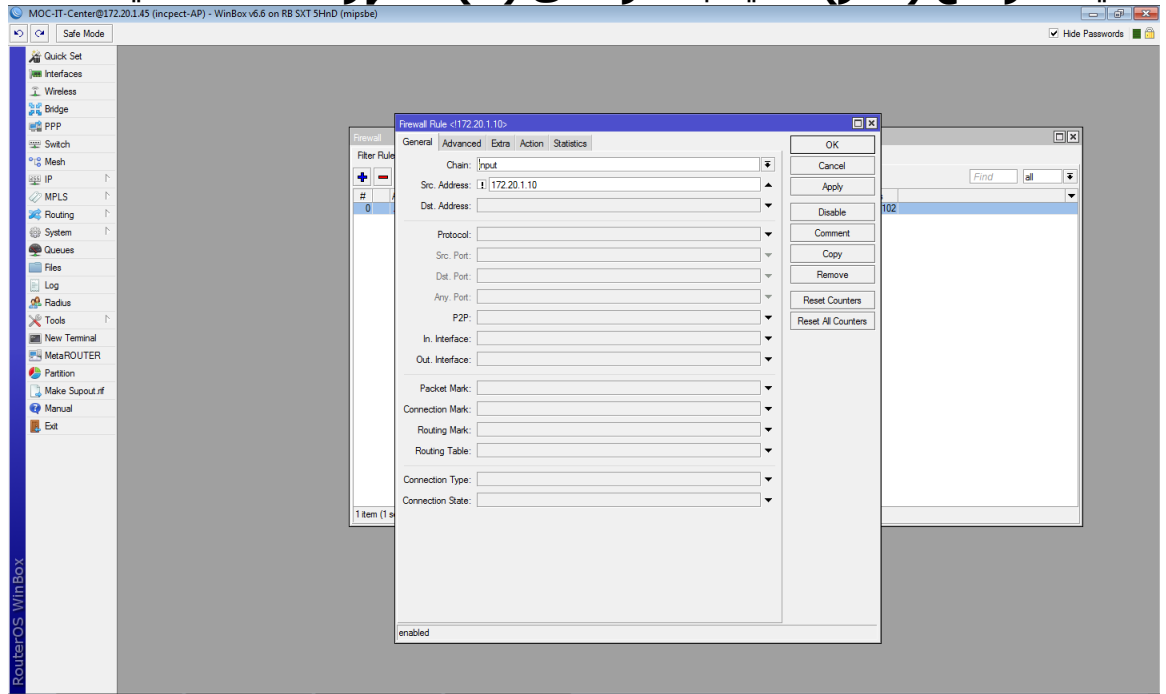 MOC-IT-Center@172.20.1.45 (incpect-AP) - WinBox v6.6 on RB SXT 5HnD (mipsbe)
Safe Mode
Hide Passwords
Quick Set
Interfaces
Wireless
Bridge
PPP
Switch
Mesh
IP
MPLS
Routing
System
Queues
Files
Log
Radius
Tools
New Terminal
MetaROUTER
Partition
Make Supout.rif
Manual
Exit
RouterOS WinBox
Firewall
Filter Rule
Find
all
#
0
102
1 item (1 s
Firewall Rule <!172.20.1.10>
General Advanced Extra Action Statistics
Chain: input
Src. Address: ! 172.20.1.10
Dst. Address:
Protocol:
Src. Port:
Dst. Port:
Any. Port:
P2P:
In. Interface:
Out. Interface:
Packet Mark:
Connection Mark:
Routing Mark:
Routing Table:
Connection Type:
Connection State:
enabled
OK
Cancel
Apply
Disable
Comment
Copy
Remove
Reset Counters
Reset All Counters